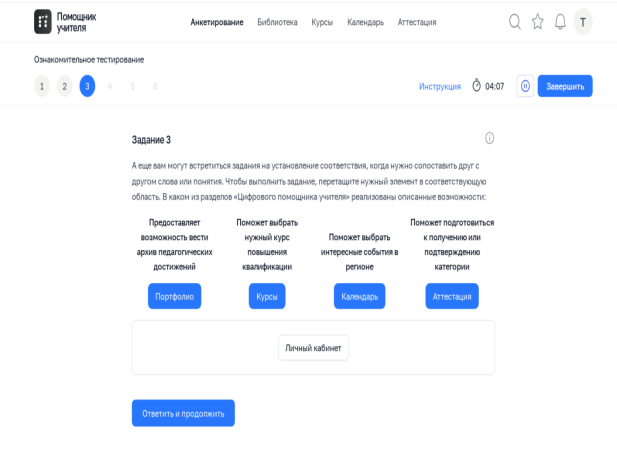 Помощник
учителя
Анкетирование Библиотека Курсы Календарь Аттестация
Т
Ознакомительное тестирование
1 2 3 4 5 6
Инструкция 04:07 Завершить
Задание 3
А еще вам могут встретиться задания на установление соответствия, когда нужно сопоставить друг с
другом слова или понятия. Чтобы выполнить задание, перетащите нужный элемент в соответствующую
область. В каком из разделов «Цифрового помощника учителя» реализованы описанные возможности:
Предоставляет
возможность вести
архив педагогических
достижений
Портфолио
Поможет выбрать
нужный курс
повышения
квалификации
Курсы
Поможет выбрать
интересные события в
регионе
Календарь
Поможет подготовиться
к получению или
подтверждению
категории
Аттестация
Личный кабинет
Ответить и продолжить